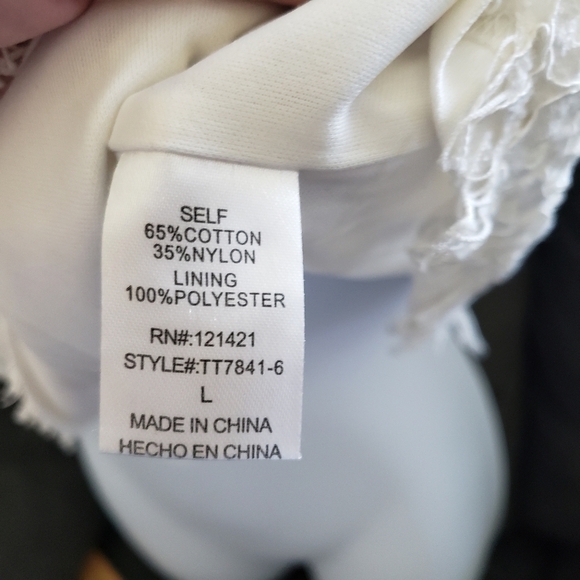 SELF
65%COTTON
35%NYLON
LINING
100%POLYESTER
RN#:121421
STYLE#:TT7841-6
L
MADE IN CHINA
HECHO EN CHINA